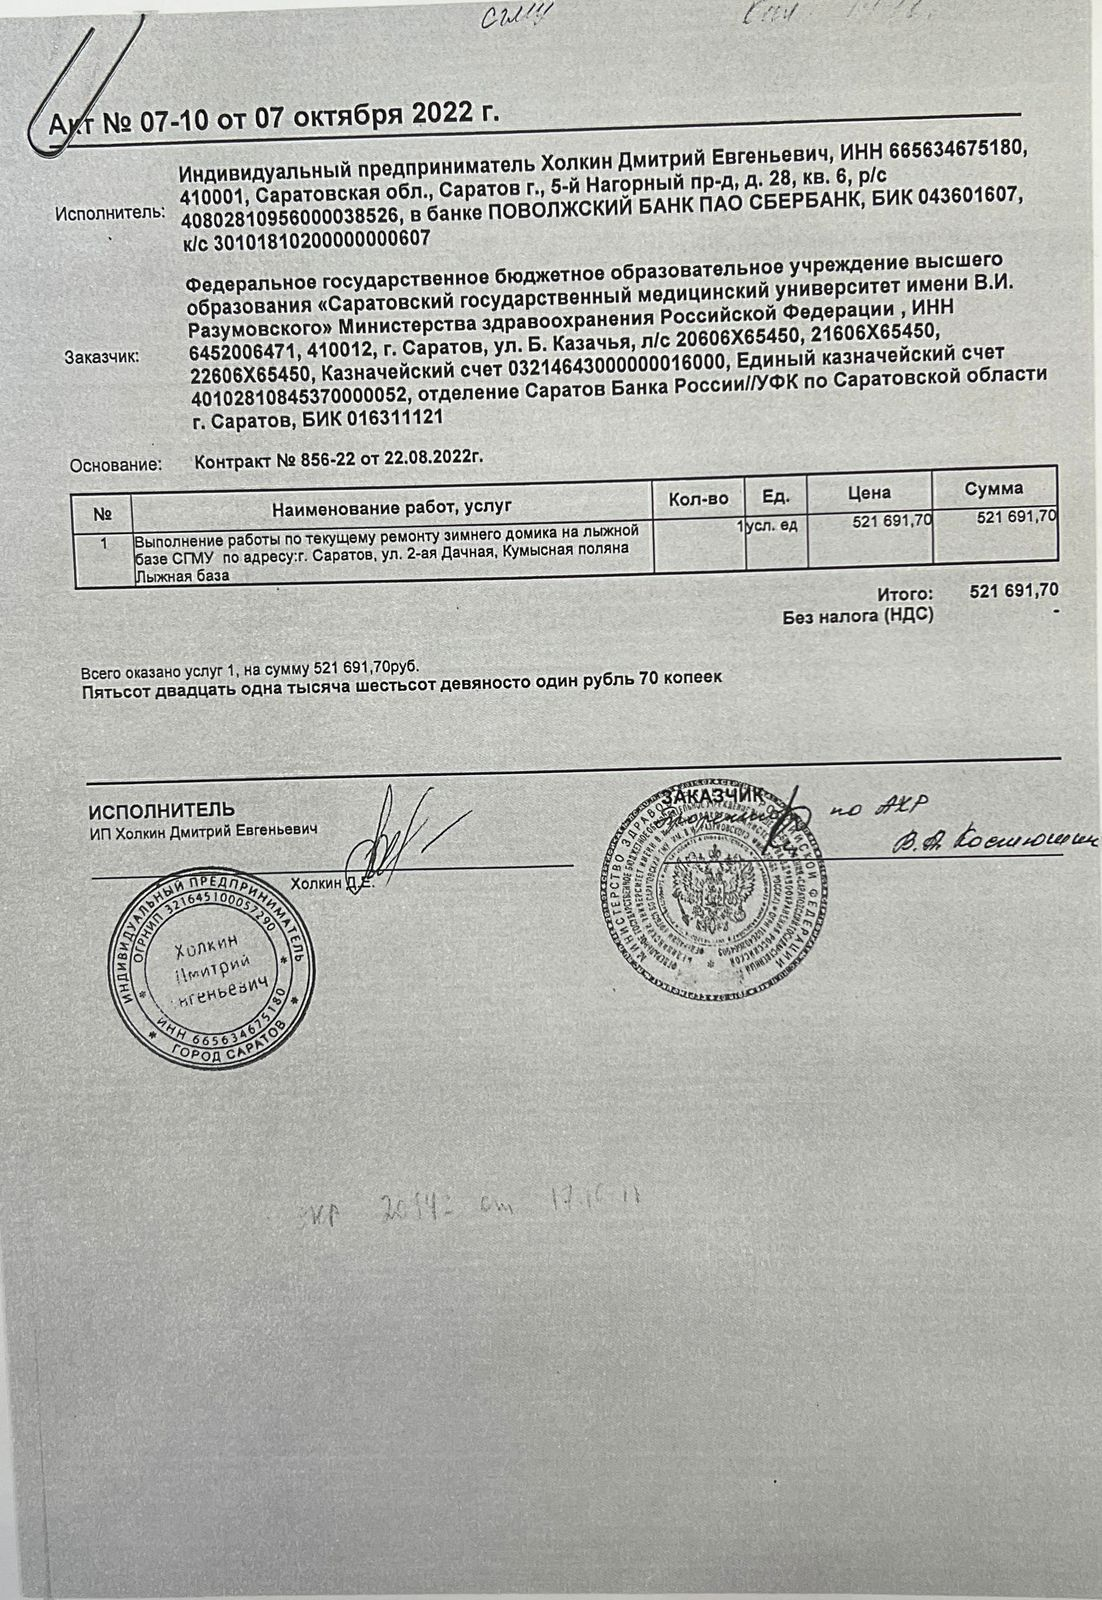 СГМУ
Акт № 07-10 от 07 октября 2022 г.
Исполнитель:
Индивидуальный предприниматель Холкин Дмитрий Евгеньевич, ИНН 665634675180,
410001, Саратовская обл., Саратов г., 5-й Нагорный пр-д, д. 28, кв. 6, р/с
40802810956000038526, в банке ПОВОЛЖСКИЙ БАНК ПАО СБЕРБАНК, БИК 043601607,
к/с 30101810200000000607
Заказчик:
Федеральное государственное бюджетное образовательное учреждение высшего
образования «Саратовский государственный медицинский университет имени В.И.
Разумовского» Министерства здравоохранения Российской Федерации , ИНН
6452006471, 410012, г. Саратов, ул. Б. Казачья, л/с 20606Х65450, 21606Х65450,
22606Х65450, Казначейский счет 03214643000000016000, Единый казначейский счет
40102810845370000052, отделение Саратов Банка России//УФК по Саратовской области
г. Саратов, БИК 016311121
Основание: Контракт № 856-22 от 22.08.2022г.
№ Наименование работ, услуг Кол-во Ед. Цена Сумма
1 Выполнение работы по текущему ремонту зимнего домика на лыжной 1 усл. ед 521 691,70 521 691,70
базе СГМУ по адресу:г. Саратов, ул. 2-ая Дачная, Кумысная поляна
Лыжная база
Итого: 521 691,70
Без налога (НДС) -
Всего оказано услуг 1, на сумму 521 691,70руб.
Пятьсот двадцать одна тысяча шестьсот девяносто один рубль 70 копеек
ИСПОЛНИТЕЛЬ
ИП Холкин Дмитрий Евгеньевич
Холкин Д.Е.
ЗАКАЗЧИК
по АХР
В.А Костюшин
ИНДИВИДУАЛЬНЫЙ ПРЕДПРИНИМАТЕЛЬ
ОГРНИП 321645100057290
Холкин
Дмитрий
Евгеньевич
ИНН 665634675180
ГОРОД САРАТОВ
МИНИСТЕРСТВО ЗДРАВООХРАНЕНИЯ РОССИЙСКОЙ ФЕДЕРАЦИИ